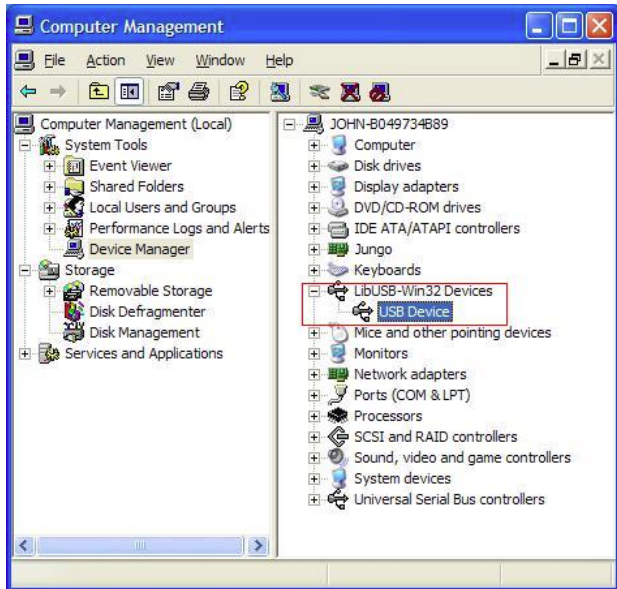 Computer Management
File Action View Window Help
Computer Management (Local)
System Tools
Event Viewer
Shared Folders
Local Users and Groups
Performance Logs and Alerts
Device Manager
Storage
Removable Storage
Disk Defragmenter
Disk Management
Services and Applications
JOHN-B049734B89
Computer
Disk drives
Display adapters
DVD/CD-ROM drives
IDE ATA/ATAPI controllers
Jungo
Keyboards
LibUSB-Win32 Devices
USB Device
Mice and other pointing devices
Monitors
Network adapters
Ports (COM & LPT)
Processors
SCSI and RAID controllers
Sound, video and game controllers
System devices
Universal Serial Bus controllers